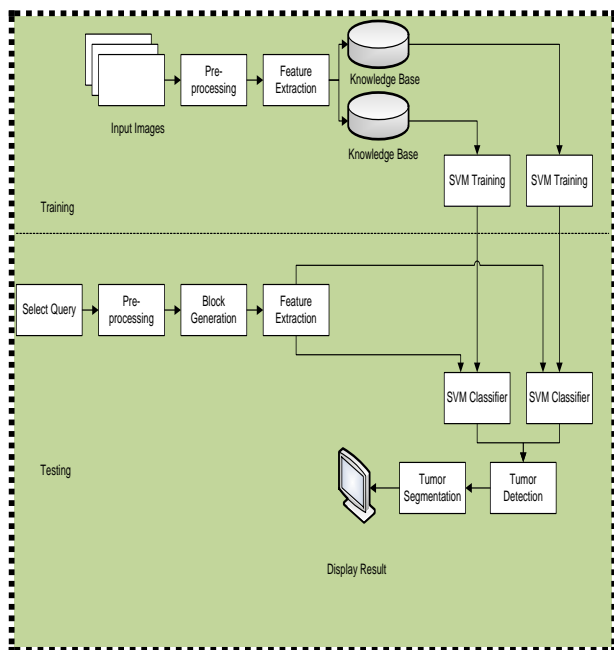 Pre-
processing
Feature
Extraction
Knowledge Base
Input Images
Knowledge Base
SVM Training
SVM Training
Training
Select Query
Pre-
processing
Block
Generation
Feature
Extraction
SVM Classifier
SVM Classifier
Testing
Tumor
Segmentation
Tumor
Detection
Display Result